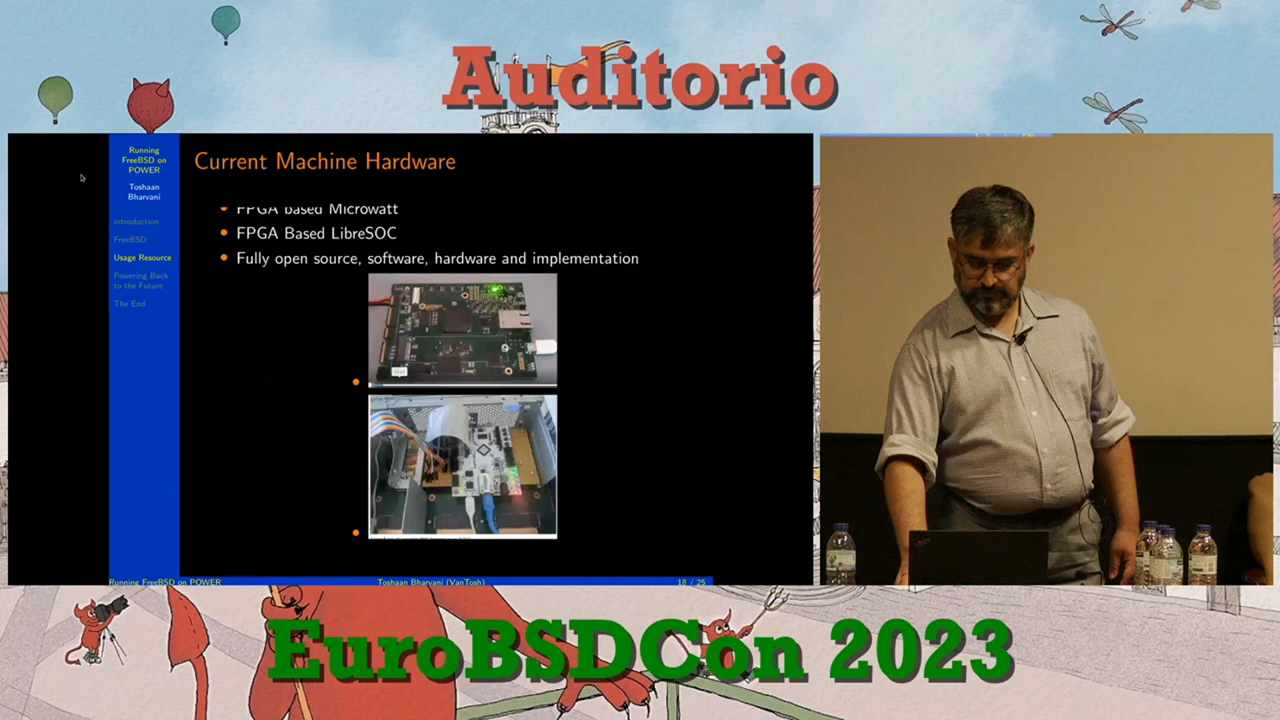 Auditorio
Running
FreeBSD on
POWER
Toshaan
Bharvani
Introduction
FreeBSD
Usage Resource
Powering Back
to the Future
The End
Current Machine Hardware
FPGA based Microwatt
FPGA Based LibreSOC
Fully open source, software, hardware and implementation
Running FreeBSD on POWER
Toshaan Bharvani (VanTosh)
18 / 25
EuroBSDCon 2023